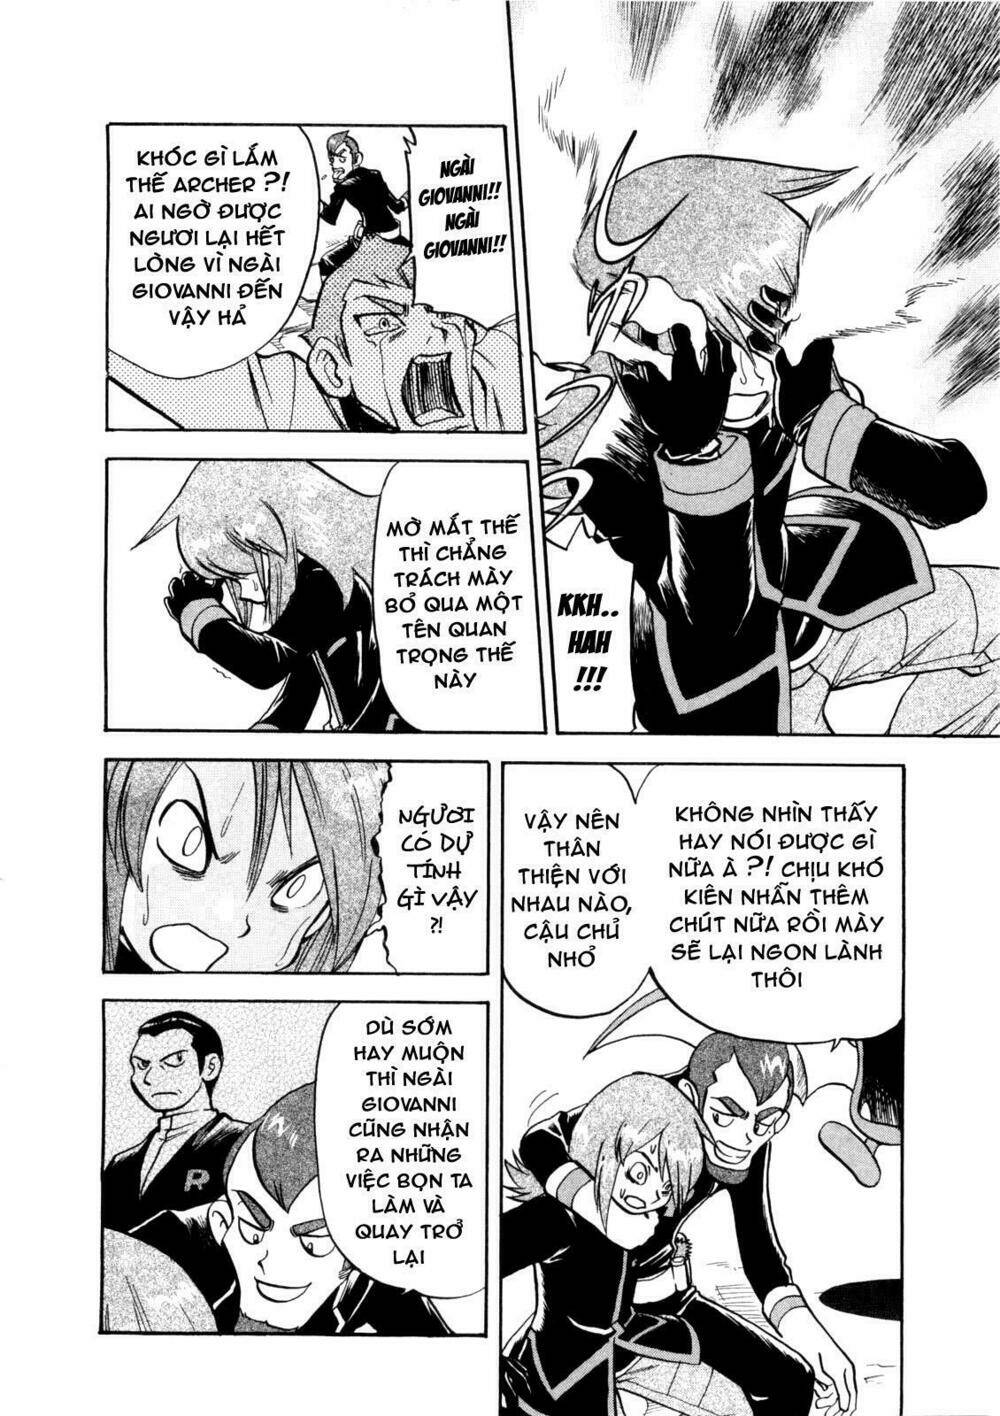 KKH..
HAH
!!!
NGÀI
GIOVANNI!!
NGÀI
GIOVANNI!!
KHÓC GÌ LẮM
THẾ ARCHER ?!
AI NGỜ ĐƯỢC
NGƯƠI LẠI HẾT
LÒNG VÌ NGÀI
GIOVANNI ĐẾN
VẬY HẢ
MỜ MẮT THẾ
THÌ CHẲNG
TRÁCH MÀY
BỎ QUA MỘT
TÊN QUAN
TRỌNG THẾ
NÀY
KHÔNG NHÌN THẤY
HAY NÓI ĐƯỢC GÌ
NỮA À ?! CHỊU KHÓ
KIÊN NHẪN THÊM
CHÚT NỮA RỒI MÀY
SẼ LẠI NGON LÀNH
THÔI
VẬY NÊN
THÂN
THIỆN VỚI
NHAU NÀO,
CẬU CHỦ
NHỎ
NGƯƠI
CÓ DỰ
TÍNH
GÌ VẬY
?!
DÙ SỚM
HAY MUỘN
THÌ NGÀI
GIOVANNI
CŨNG NHẬN
RA NHỮNG
VIỆC BỌN TA
LÀM VÀ
QUAY TRỞ
LẠI
R